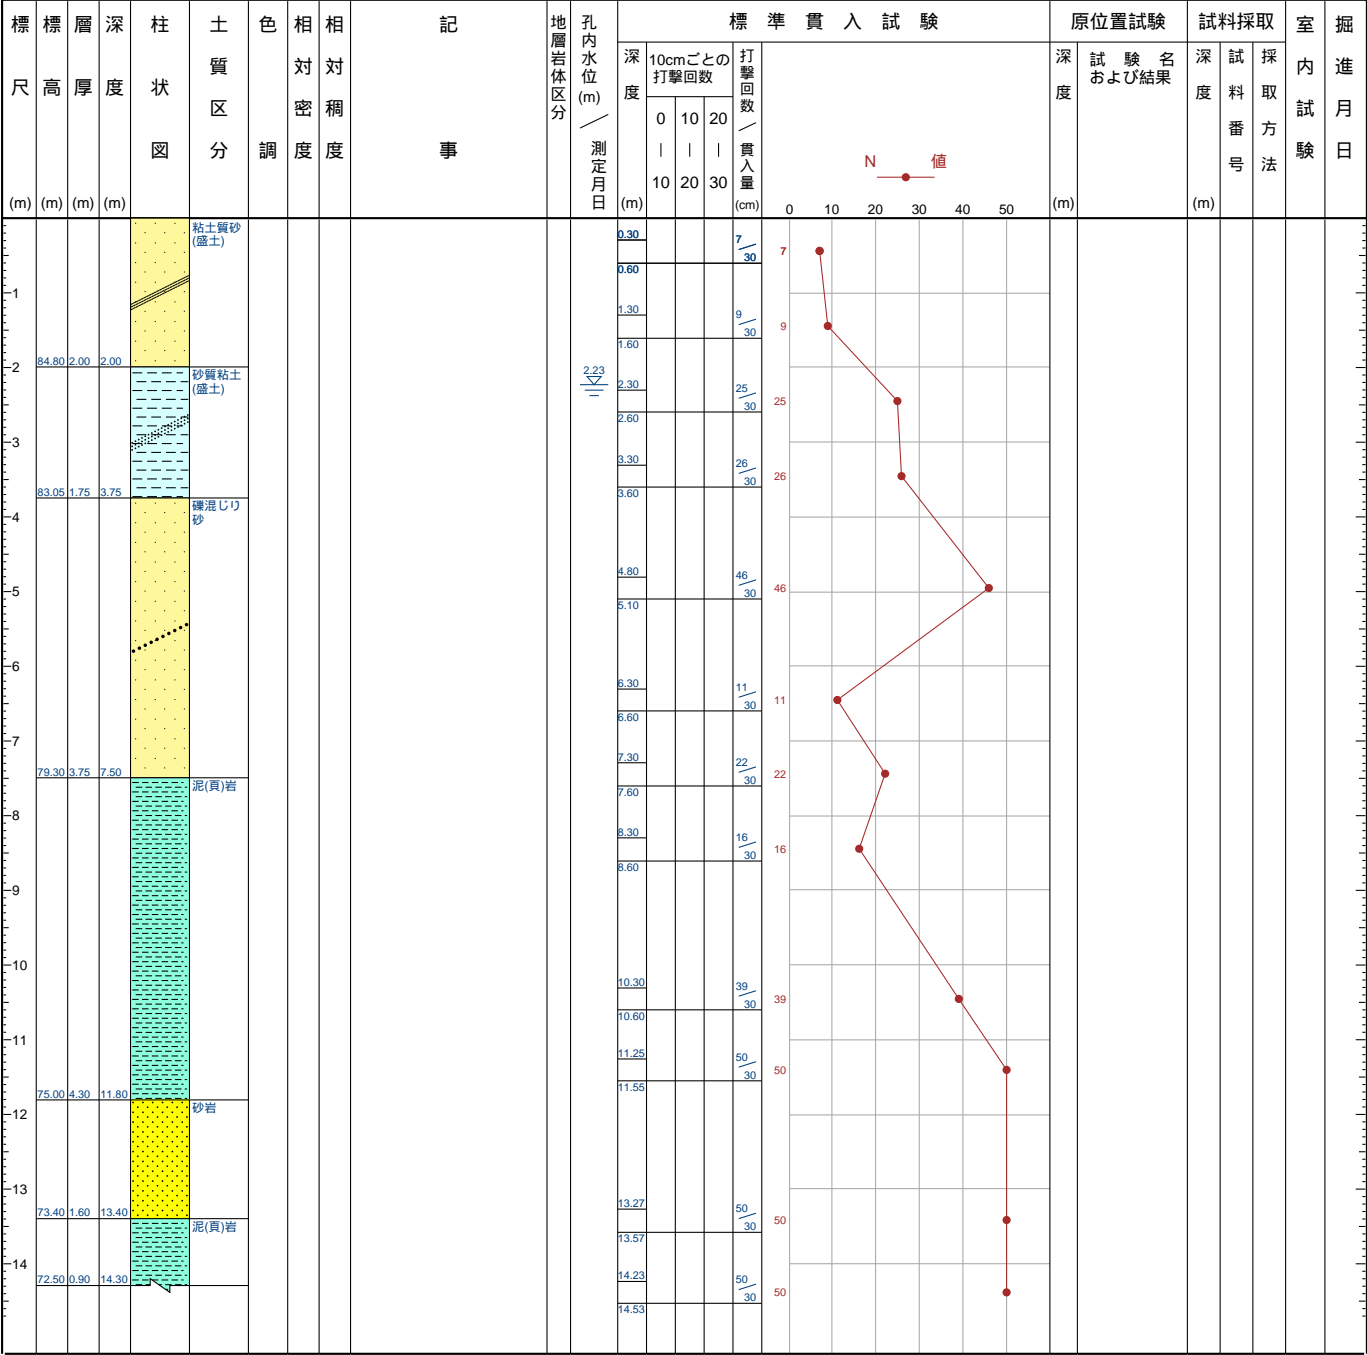 標尺(m)
標高(m)
層厚(m)
深度(m)
柱状図
土質区分
色調
相対密度
相対稠度
記事
地層岩体区分
孔内水位(m)／測定月日
標準貫入試験
深度(m)
10cmごとの
打撃回数
0 10 20
| | |
10 20 30
打撃回数／貫入量(cm)
N 値
0 10 20 30 40 50
原位置試験
深度(m)
試験名
および結果
試料採取
深度(m)
試料番号
採取方法
室内試験
掘進月日
粘土質砂
(盛土)
0.30 7/30 7
0.60
1
1.30 9/30 9
1.60
84.80 2.00 2.00
2
砂質粘土
(盛土)
2.23
2.30 25/30 25
2.60
3
3.30 26/30 26
3.60
83.05 1.75 3.75
礫混じり
砂
4
4.80 46/30 46
5
5.10
6
6.30 11/30 11
6.60
7
7.30 22/30 22
79.30 3.75 7.50
泥(頁)岩
7.60
8
8.30 16/30 16
8.60
9
10
10.30 39/30 39
10.60
11
11.25 50/30 50
11.55
75.00 4.30 11.80
砂岩
12
13
13.27 50/30 50
73.40 1.60 13.40
泥(頁)岩
13.57
14
14.23 50/30 50
72.50 0.90 14.30
14.53